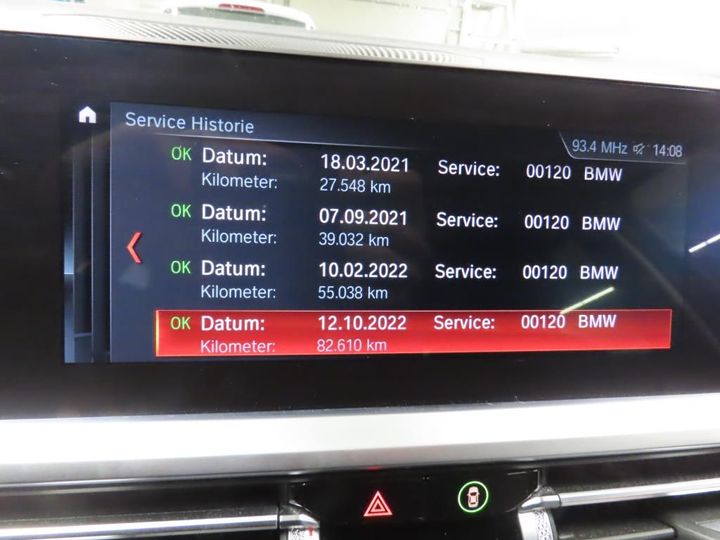 Service Historie
93.4 MHz 14:08
OK Datum: 18.03.2021 Service: 00120 BMW
Kilometer: 27.548 km
OK Datum: 07.09.2021 Service: 00120 BMW
Kilometer: 39.032 km
OK Datum: 10.02.2022 Service: 00120 BMW
Kilometer: 55.038 km
OK Datum: 12.10.2022 Service: 00120 BMW
Kilometer: 82.610 km